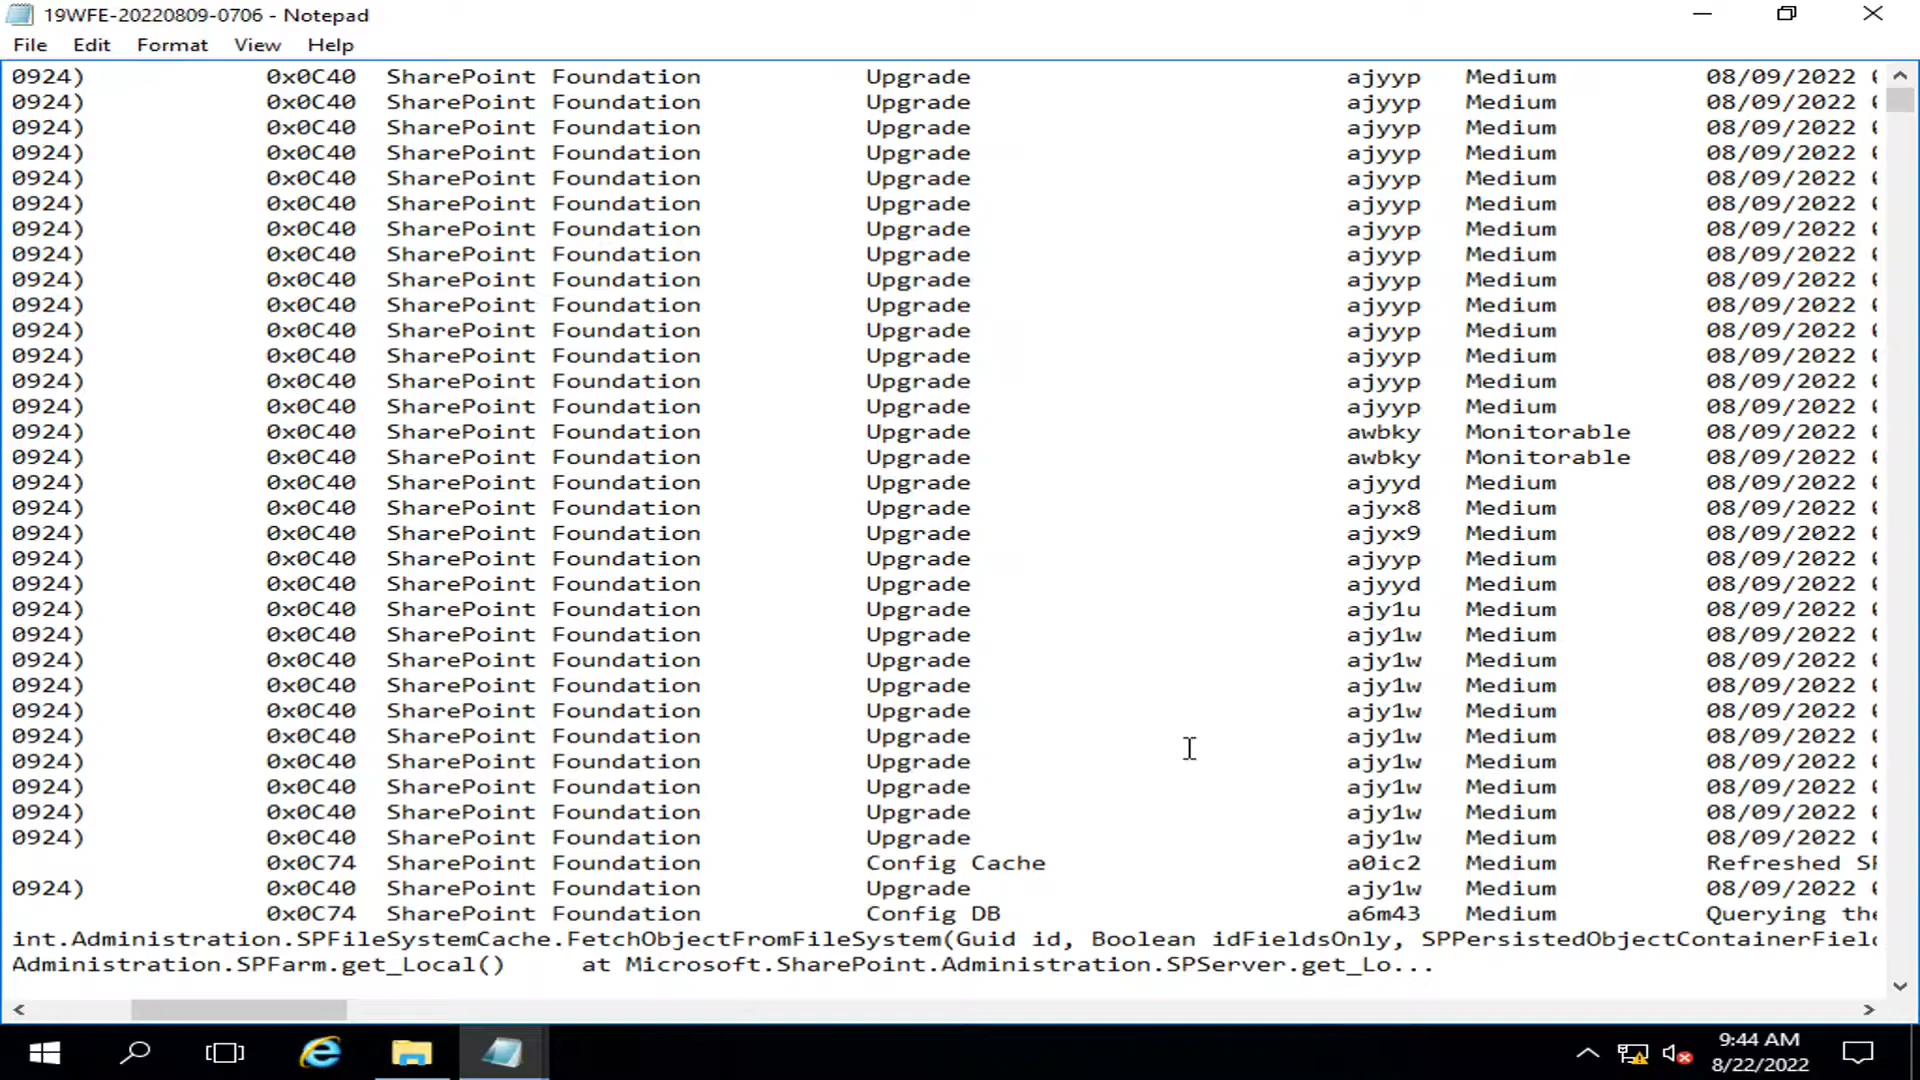 19WFE-20220809-0706 - Notepad
File Edit Format View Help
0924) 0x0C40 SharePoint Foundation Upgrade ajyyp Medium 08/09/2022
0924) 0x0C40 SharePoint Foundation Upgrade ajyyp Medium 08/09/2022
0924) 0x0C40 SharePoint Foundation Upgrade ajyyp Medium 08/09/2022
0924) 0x0C40 SharePoint Foundation Upgrade ajyyp Medium 08/09/2022
0924) 0x0C40 SharePoint Foundation Upgrade ajyyp Medium 08/09/2022
0924) 0x0C40 SharePoint Foundation Upgrade ajyyp Medium 08/09/2022
0924) 0x0C40 SharePoint Foundation Upgrade ajyyp Medium 08/09/2022
0924) 0x0C40 SharePoint Foundation Upgrade ajyyp Medium 08/09/2022
0924) 0x0C40 SharePoint Foundation Upgrade ajyyp Medium 08/09/2022
0924) 0x0C40 SharePoint Foundation Upgrade ajyyp Medium 08/09/2022
0924) 0x0C40 SharePoint Foundation Upgrade ajyyp Medium 08/09/2022
0924) 0x0C40 SharePoint Foundation Upgrade ajyyp Medium 08/09/2022
0924) 0x0C40 SharePoint Foundation Upgrade ajyyp Medium 08/09/2022
0924) 0x0C40 SharePoint Foundation Upgrade ajyyp Medium 08/09/2022
0924) 0x0C40 SharePoint Foundation Upgrade awbky Monitorable 08/09/2022
0924) 0x0C40 SharePoint Foundation Upgrade awbky Monitorable 08/09/2022
0924) 0x0C40 SharePoint Foundation Upgrade ajyyd Medium 08/09/2022
0924) 0x0C40 SharePoint Foundation Upgrade ajyx8 Medium 08/09/2022
0924) 0x0C40 SharePoint Foundation Upgrade ajyx9 Medium 08/09/2022
0924) 0x0C40 SharePoint Foundation Upgrade ajyyp Medium 08/09/2022
0924) 0x0C40 SharePoint Foundation Upgrade ajyyd Medium 08/09/2022
0924) 0x0C40 SharePoint Foundation Upgrade ajy1u Medium 08/09/2022
0924) 0x0C40 SharePoint Foundation Upgrade ajy1w Medium 08/09/2022
0924) 0x0C40 SharePoint Foundation Upgrade ajy1w Medium 08/09/2022
0924) 0x0C40 SharePoint Foundation Upgrade ajy1w Medium 08/09/2022
0924) 0x0C40 SharePoint Foundation Upgrade ajy1w Medium 08/09/2022
0924) 0x0C40 SharePoint Foundation Upgrade ajy1w Medium 08/09/2022
0924) 0x0C40 SharePoint Foundation Upgrade ajy1w Medium 08/09/2022
0924) 0x0C40 SharePoint Foundation Upgrade ajy1w Medium 08/09/2022
0924) 0x0C40 SharePoint Foundation Upgrade ajy1w Medium 08/09/2022
0924) 0x0C40 SharePoint Foundation Upgrade ajy1w Medium 08/09/2022
0x0C74 SharePoint Foundation Config Cache a0ic2 Medium Refreshed SP
0924) 0x0C40 SharePoint Foundation Upgrade ajy1w Medium 08/09/2022
0x0C74 SharePoint Foundation Config DB a6m43 Medium Querying the
int.Administration.SPFileSystemCache.FetchObjectFromFileSystem(Guid id, Boolean idFieldsOnly, SPPersistedObjectContainerFiel
Administration.SPFarm.get_Local() at Microsoft.SharePoint.Administration.SPServer.get_Lo...
9:44 AM
8/22/2022